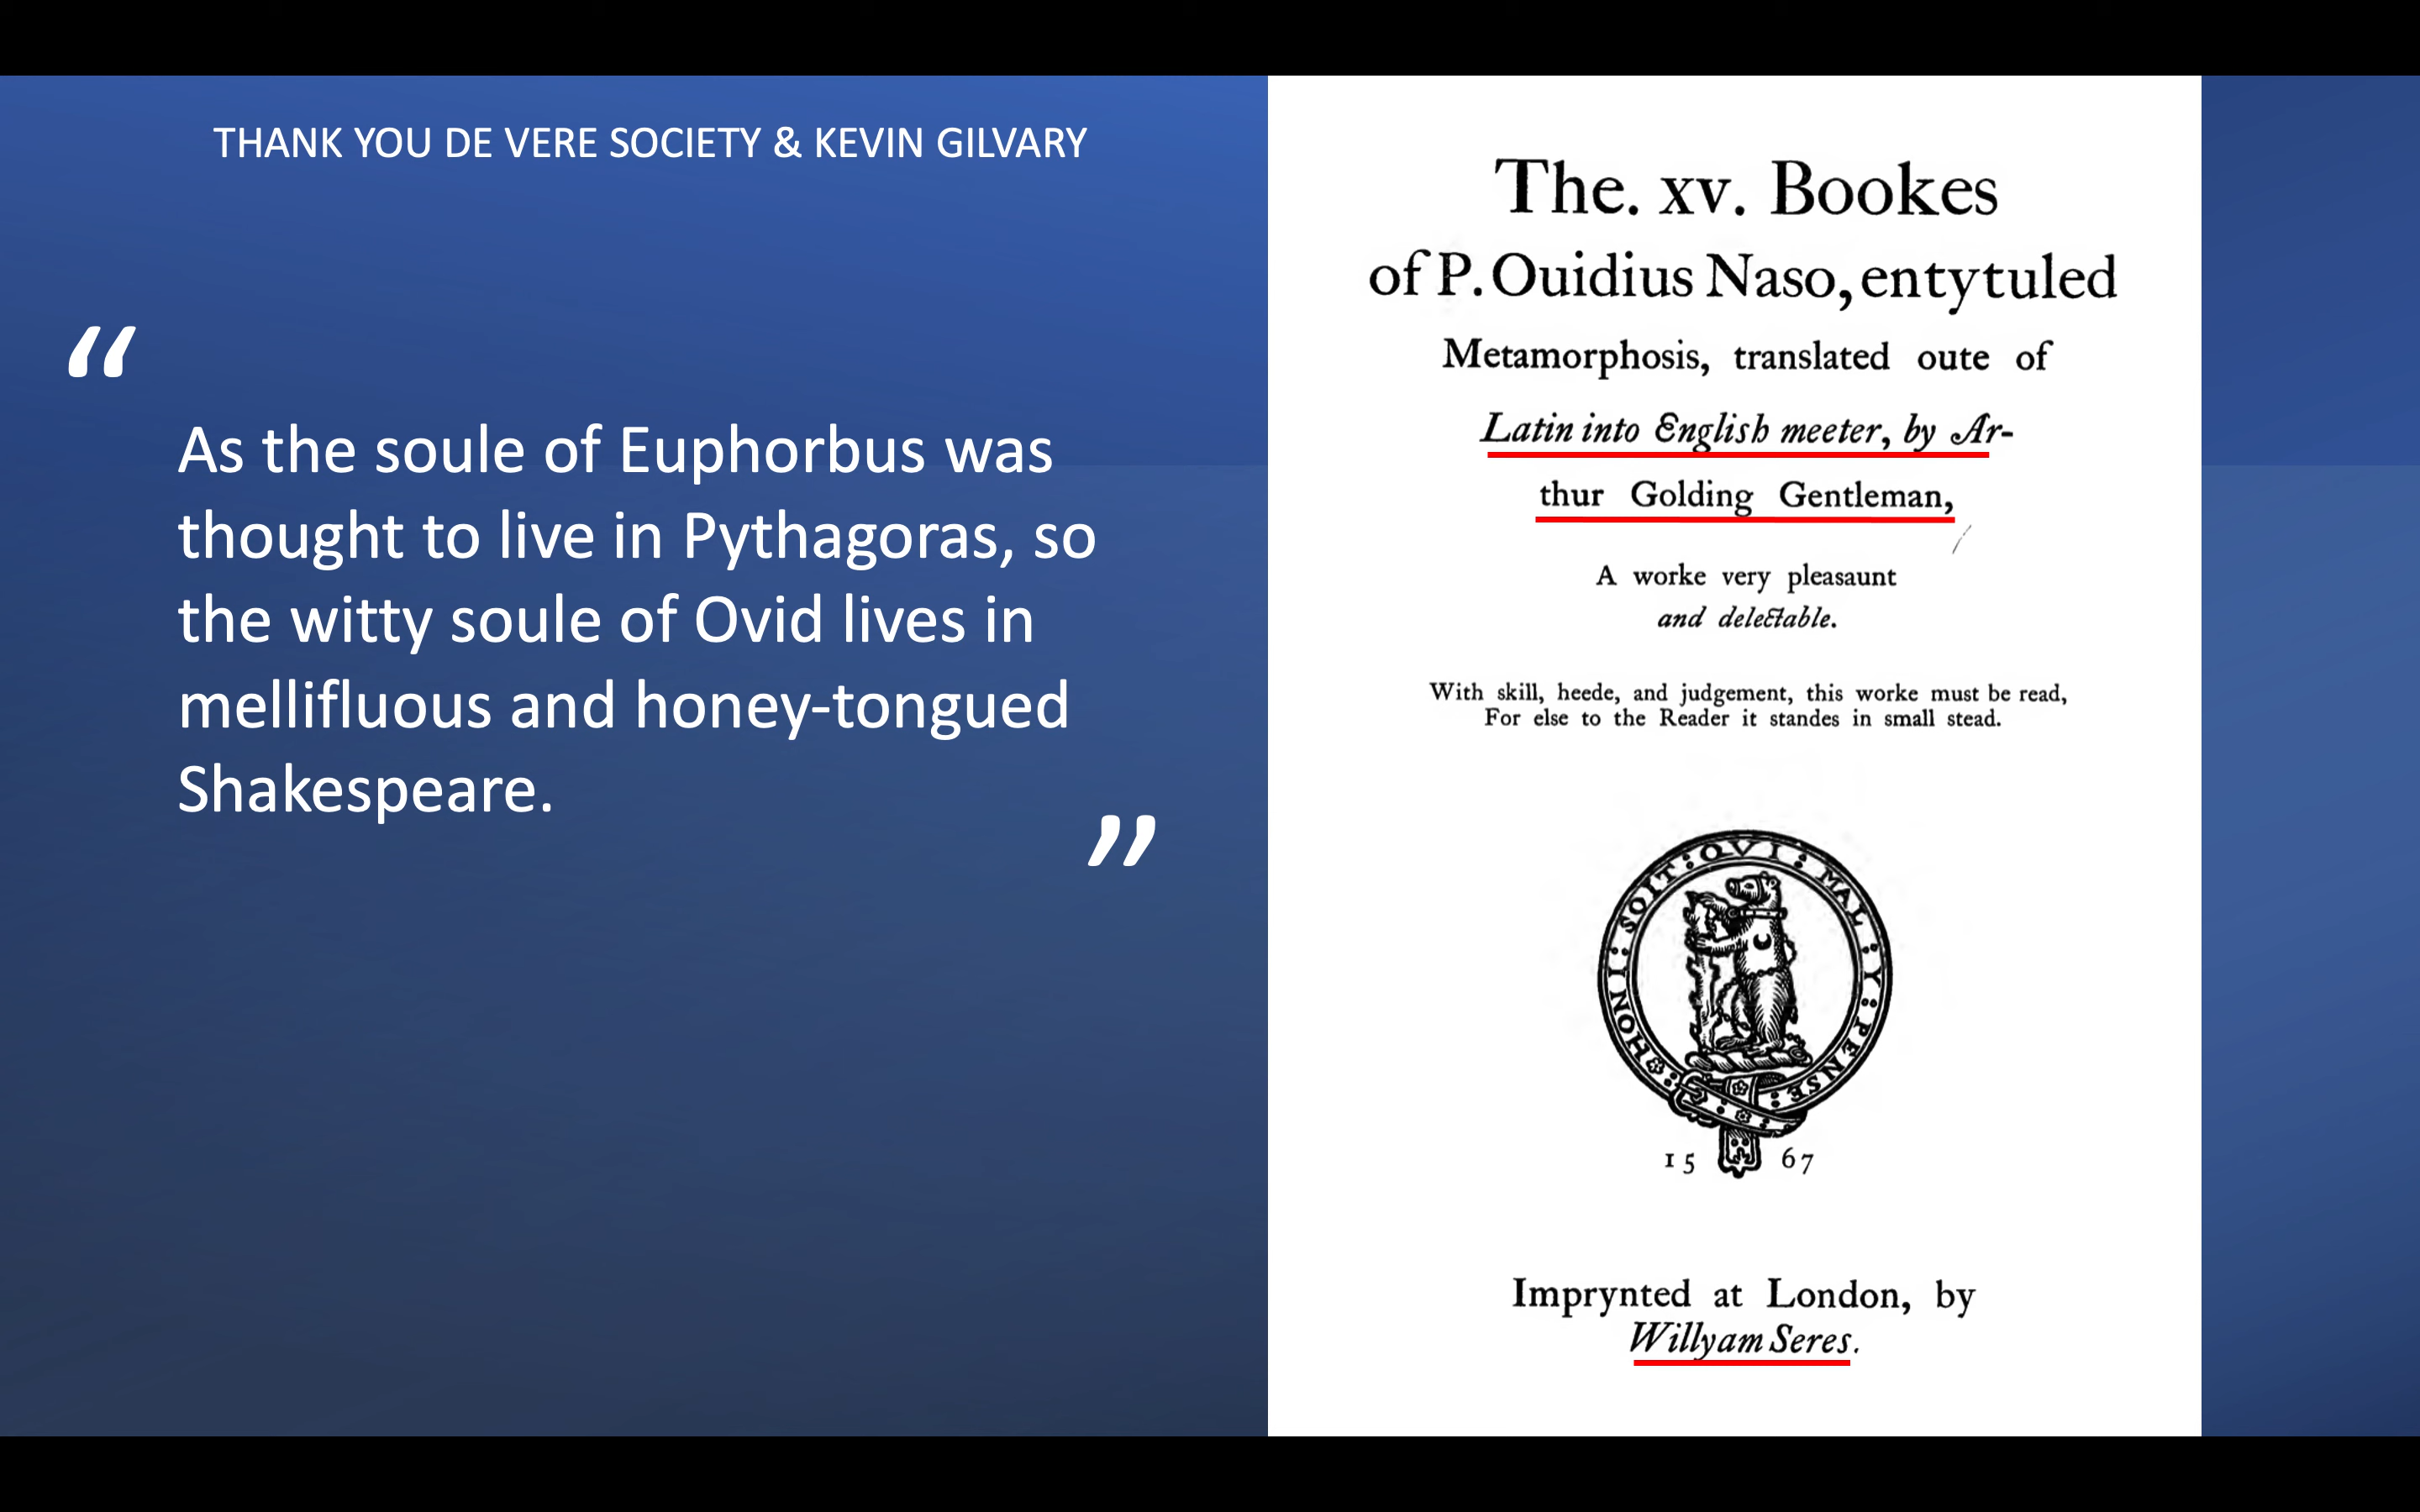 THANK YOU DE VERE SOCIETY & KEVIN GILVARY
“
As the soule of Euphorbus was
thought to live in Pythagoras, so
the witty soule of Ovid lives in
mellifluous and honey-tongued
Shakespeare.
”
The. xv. Bookes
of P. Ouidius Naso, entytuled
Metamorphosis, translated oute of
Latin into English meeter, by Ar-
thur Golding Gentleman,
A worke very pleasaunt
and delectable.
With skill, heede, and judgement, this worke must be read,
For else to the Reader it standes in small stead.
HONI : SOIT : QVI : MAL : Y : PENSE
15 67
Imprynted at London, by
Willyam Seres.